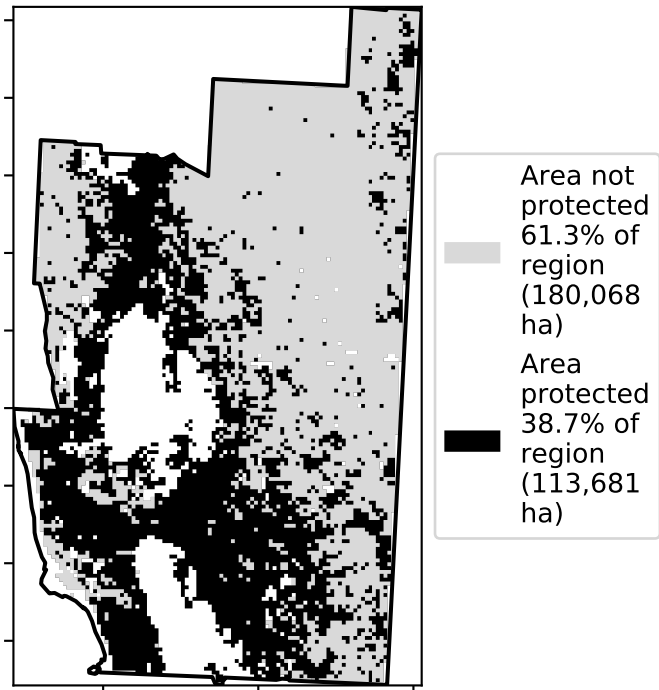 Area not
protected
61.3% of
region
(180,068
ha)
Area
protected
38.7% of
region
(113,681
ha)